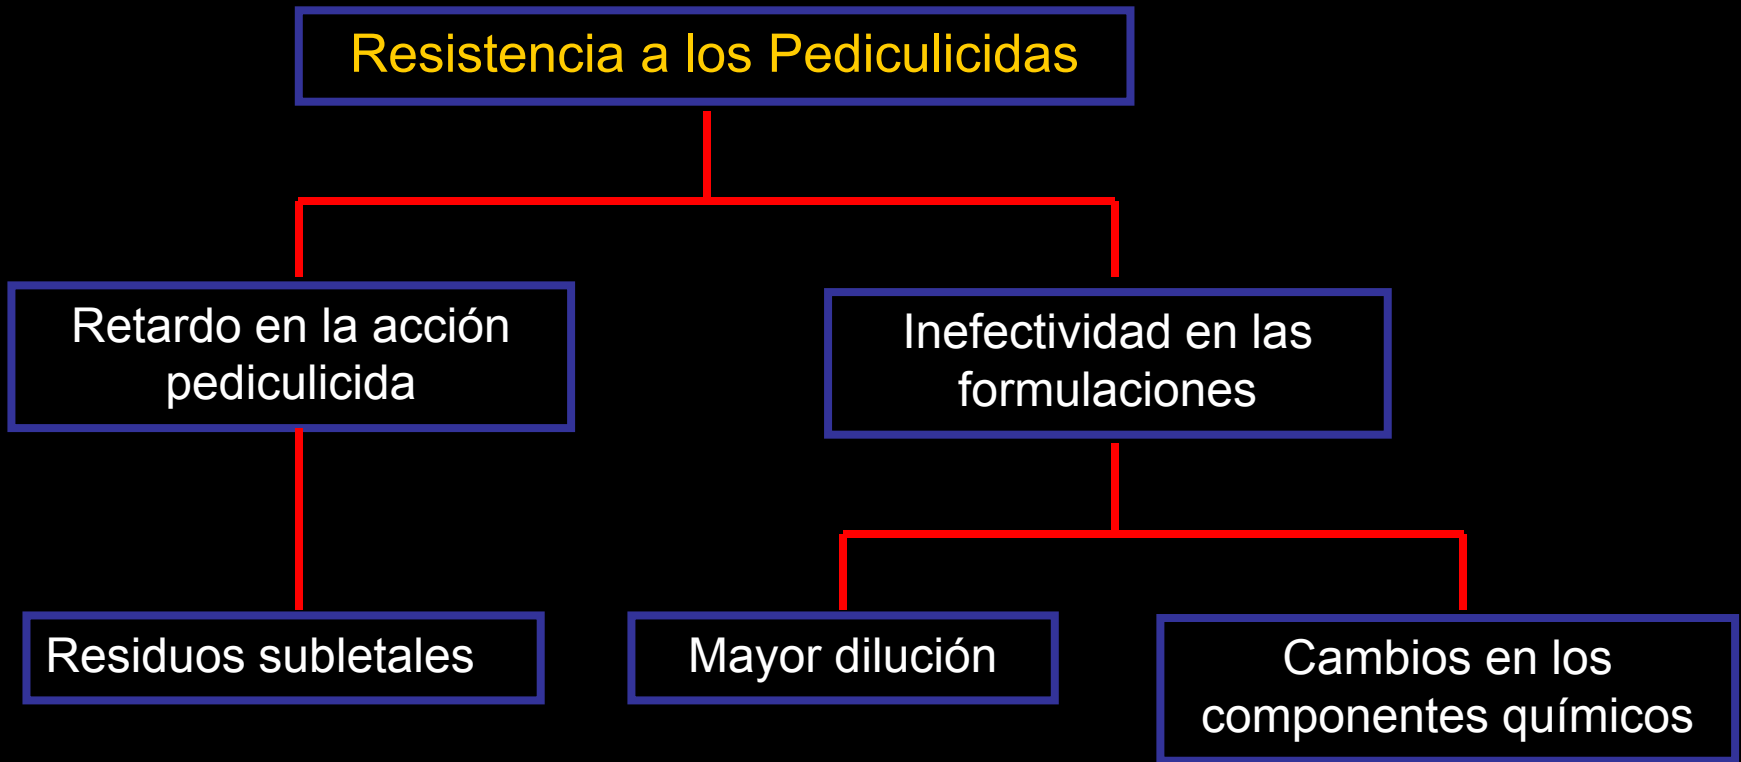 Resistencia a los Pediculicidas
Retardo en la acción
pediculicida
Inefectividad en las
formulaciones
Residuos subletales
Mayor dilución
Cambios en los
componentes químicos